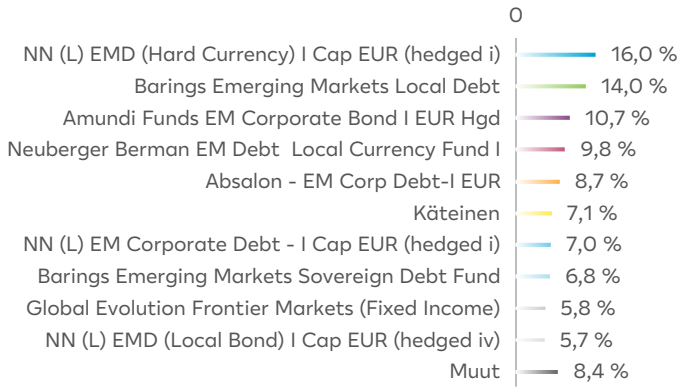 0
NN (L) EMD (Hard Currency) I Cap EUR (hedged i) 16,0 %
Barings Emerging Markets Local Debt 14,0 %
Amundi Funds EM Corporate Bond I EUR Hgd 10,7 %
Neuberger Berman EM Debt Local Currency Fund I 9,8 %
Absalon - EM Corp Debt-I EUR 8,7 %
Käteinen 7,1 %
NN (L) EM Corporate Debt - I Cap EUR (hedged i) 7,0 %
Barings Emerging Markets Sovereign Debt Fund 6,8 %
Global Evolution Frontier Markets (Fixed Income) 5,8 %
NN (L) EMD (Local Bond) I Cap EUR (hedged iv) 5,7 %
Muut 8,4 %